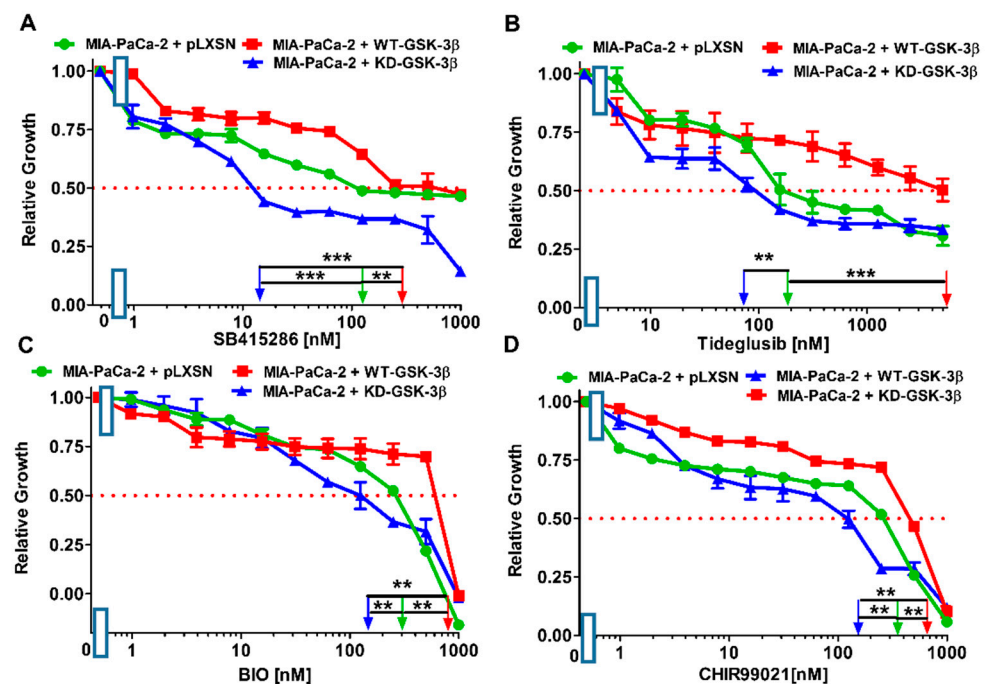 A
MIA-PaCa-2 + pLXSN
MIA-PaCa-2 + WT-GSK-3β
MIA-PaCa-2 + KD-GSK-3β
Relative Growth
1.00
0.75
0.50
0.25
0.00
***
*** **
0 1 10 100 1000
SB415286 [nM]
B
MIA-PaCa-2 + pLXSN
MIA-PaCa-2 + WT-GSK-3β
MIA-PaCa-2 + KD-GSK-3β
Relative Growth
1.00
0.75
0.50
0.25
0.00
** ***
0 10 100 1000
Tideglusib [nM]
C
MIA-PaCa-2 + pLXSN
MIA-PaCa-2 + WT-GSK-3β
MIA-PaCa-2 + KD-GSK-3β
Relative Growth
1.00
0.75
0.50
0.25
0.00
**
** **
0 1 10 100 1000
BIO [nM]
D
MIA-PaCa-2 + pLXSN
MIA-PaCa-2 + WT-GSK-3β
MIA-PaCa-2 + KD-GSK-3β
Relative Growth
1.00
0.75
0.50
0.25
0.00
**
** **
0 1 10 100 1000
CHIR99021[nM]